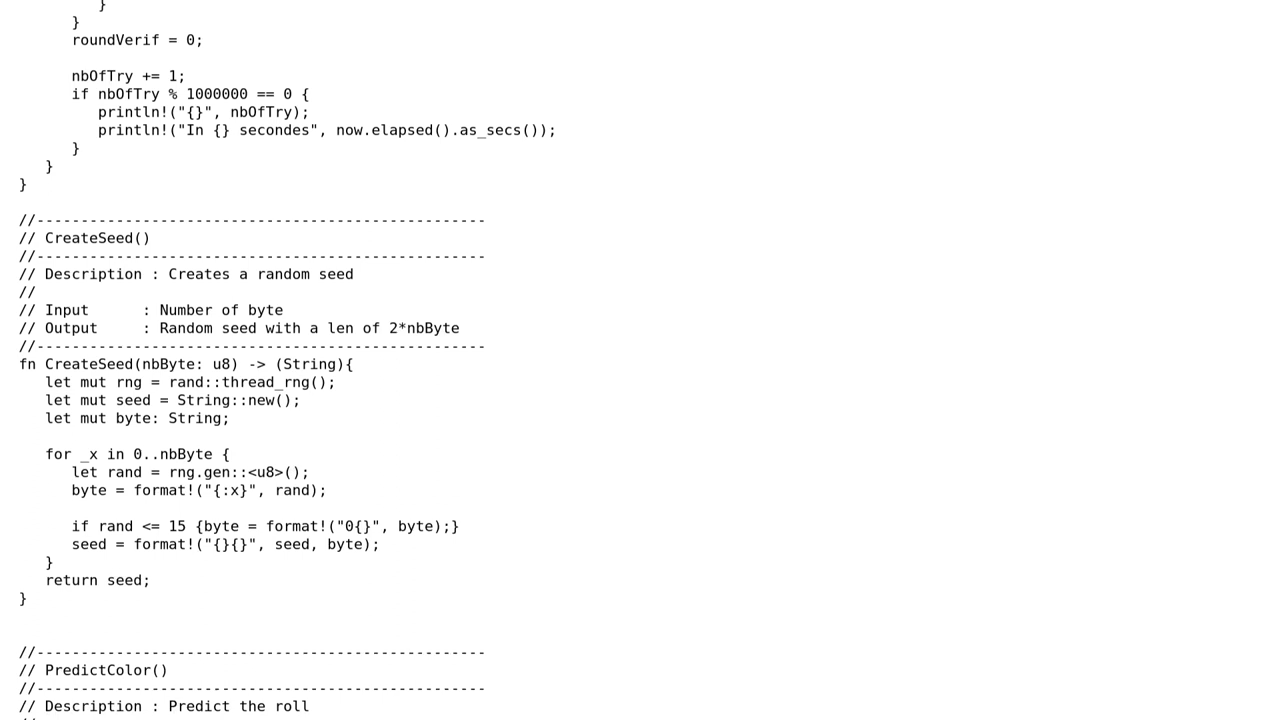 }
      }
      roundVerif = 0;

      nbOfTry += 1;
      if nbOfTry % 1000000 == 0 {
         println!("{}", nbOfTry);
         println!("In {} secondes", now.elapsed().as_secs());
      }
   }
}

//---------------------------------------------------
// CreateSeed()
//---------------------------------------------------
// Description : Creates a random seed
//
// Input      : Number of byte
// Output     : Random seed with a len of 2*nbByte
//---------------------------------------------------
fn CreateSeed(nbByte: u8) -> (String){
   let mut rng = rand::thread_rng();
   let mut seed = String::new();
   let mut byte: String;

   for _x in 0..nbByte {
      let rand = rng.gen::<u8>();
      byte = format!("{:x}", rand);

      if rand <= 15 {byte = format!("0{}", byte);}
      seed = format!("{}{}", seed, byte);
   }
   return seed;
}


//---------------------------------------------------
// PredictColor()
//---------------------------------------------------
// Description : Predict the roll